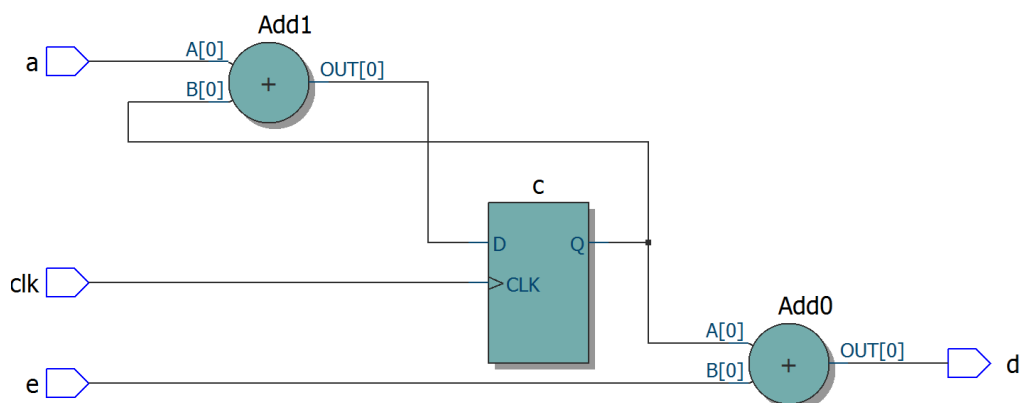 Add1
a
A[0]
B[0]
+
OUT[0]
c
D
Q
clk
CLK
Add0
A[0]
B[0]
+
OUT[0]
d
e